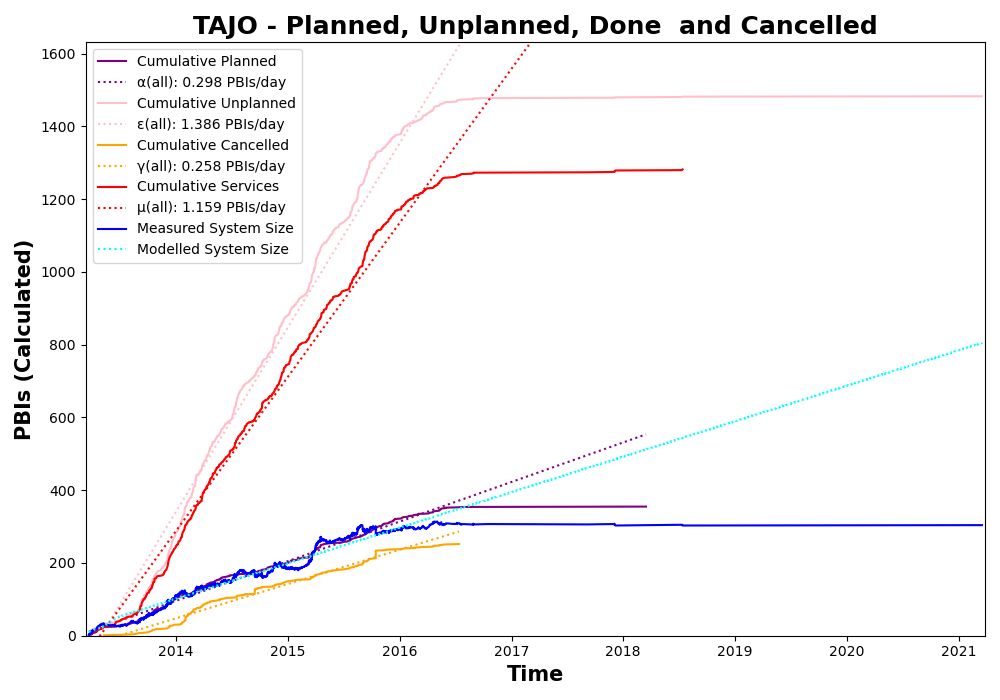 TAJO - Planned, Unplanned, Done  and Cancelled
Cumulative Planned
α(all): 0.298 PBIs/day
Cumulative Unplanned
ε(all): 1.386 PBIs/day
Cumulative Cancelled
γ(all): 0.258 PBIs/day
Cumulative Services
μ(all): 1.159 PBIs/day
Measured System Size
Modelled System Size
PBIs (Calculated)
1600
1400
1200
1000
800
600
400
200
0
2014 2015 2016 2017 2018 2019 2020 2021
Time